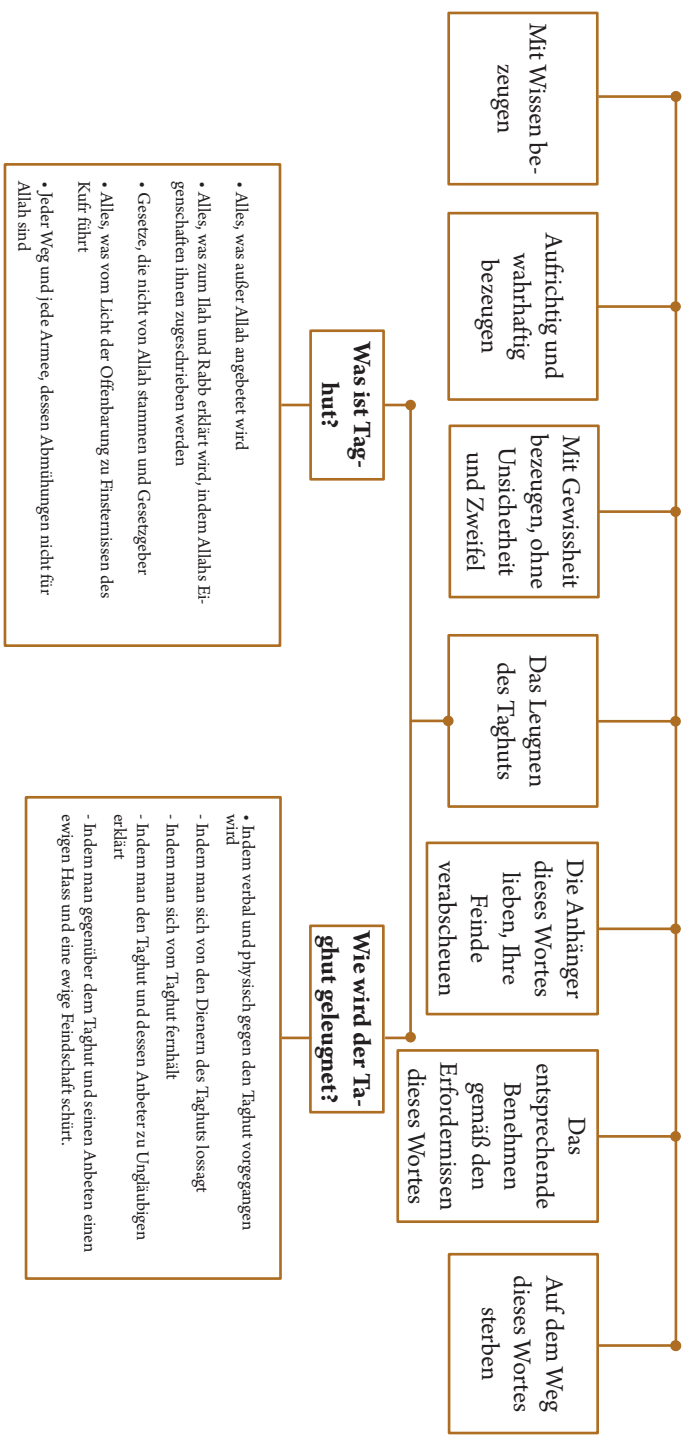 Mit Wissen be-
zeugen
Aufrichtig und
wahrhaftig
bezeugen
Mit Gewissheit
bezeugen, ohne
Unsicherheit
und Zweifel
Das Leugnen
des Taghuts
Die Anhänger
dieses Wortes
lieben, Ihre
Feinde
verabscheuen
Das
entsprechende
Benehmen
gemäß den
Erfordernissen
dieses Wortes
Auf dem Weg
dieses Wortes
sterben
Was ist Tag-
hut?
• Alles, was außer Allah angebetet wird
• Alles, was zum Ilah und Rabb erklärt wird, indem Allahs Ei-
genschaften ihnen zugeschrieben werden
• Gesetze, die nicht von Allah stammen und Gesetzgeber
• Alles, was vom Licht der Offenbarung zu Finsternissen des
Kufr führt
• Jeder Weg und jede Armee, dessen Abmühungen nicht für
Allah sind
Wie wird der Ta-
ghut geleugnet?
• Indem verbal und physisch gegen den Taghut vorgegangen
wird
- Indem man sich von den Dienern des Taghuts lossagt
- Indem man sich vom Taghut fernhält
- Indem man den Taghut und dessen Anbeter zu Ungläubigen
erklärt
- Indem man gegenüber dem Taghut und seinen Anbeten einen
ewigen Hass und eine ewige Feindschaft schürt.